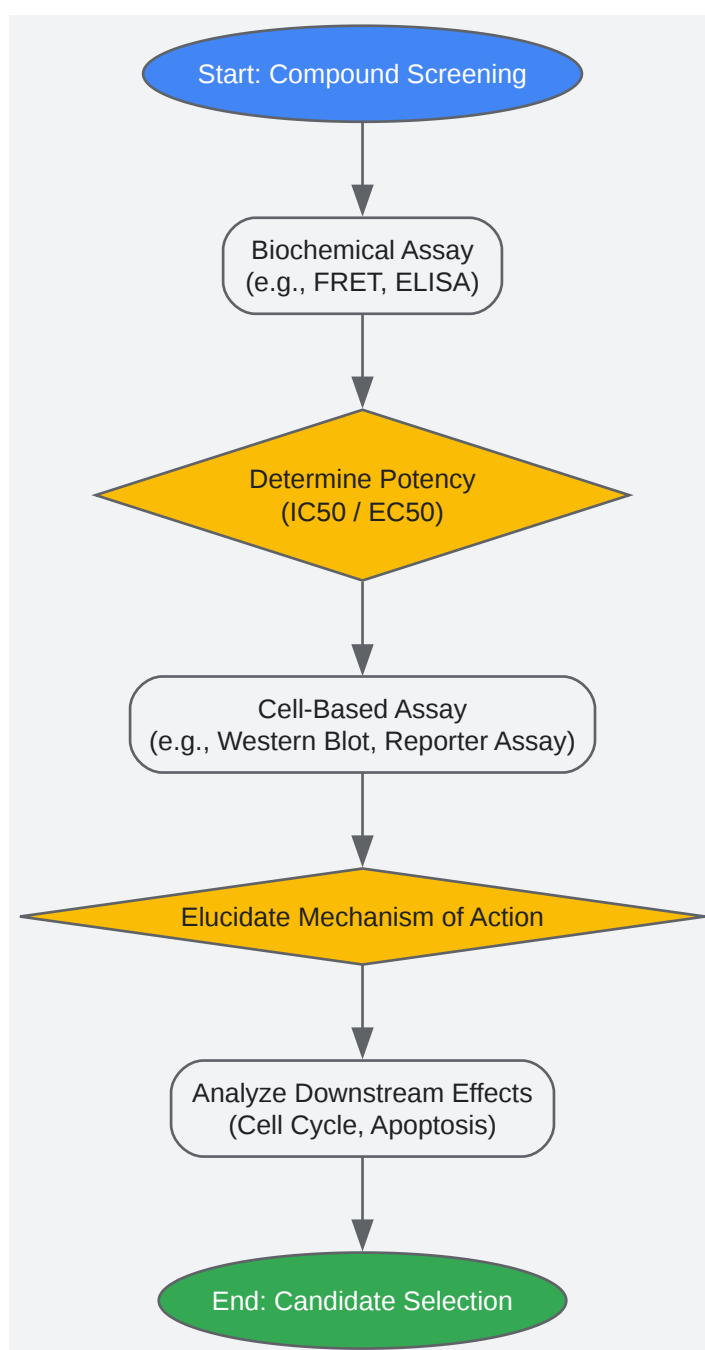 Start: Compound Screening
Biochemical Assay
(e.g., FRET, ELISA)
Determine Potency
(IC50 / EC50)
Cell-Based Assay
(e.g., Western Blot, Reporter Assay)
Elucidate Mechanism of Action
Analyze Downstream Effects
(Cell Cycle, Apoptosis)
End: Candidate Selection